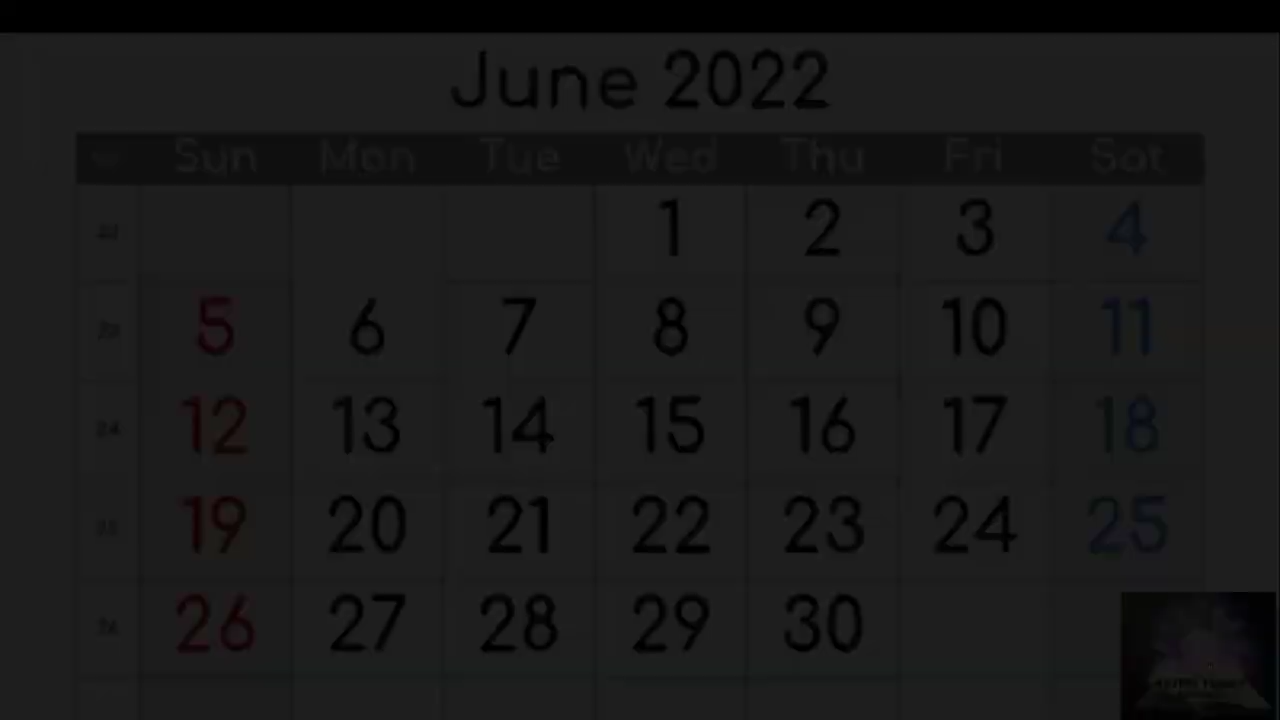 June 2022
Sun Mon Tue Wed Thu Fri Sat
1 2 3 4
5 6 7 8 9 10 11
24 12 13 14 15 16 17 18
19 20 21 22 23 24 25
26 27 28 29 30